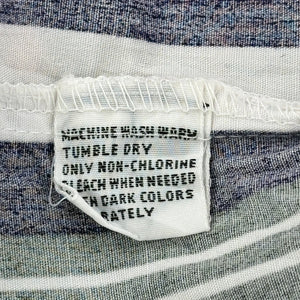 MACHINE WASH WARM
TUMBLE DRY
ONLY NON-CHLORINE
BLEACH WHEN NEEDED
DARK COLORS
RATELY